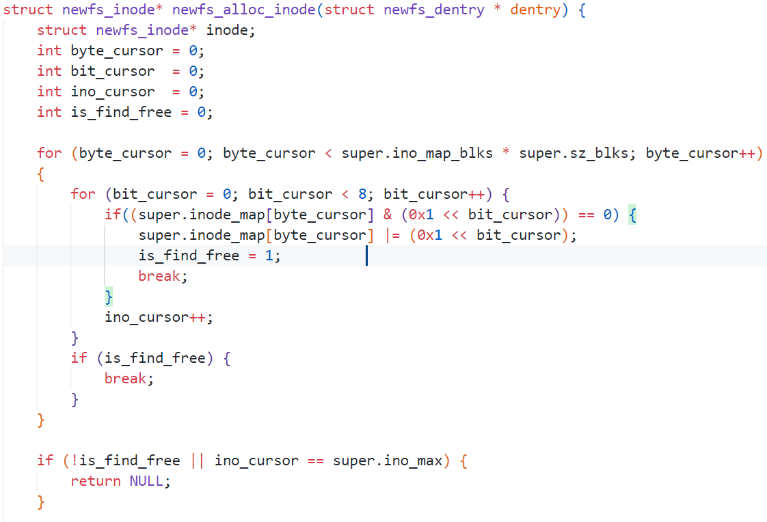 struct newfs_inode* newfs_alloc_inode(struct newfs_dentry * dentry) {
    struct newfs_inode* inode;
    int byte_cursor = 0;
    int bit_cursor  = 0;
    int ino_cursor  = 0;
    int is_find_free = 0;

    for (byte_cursor = 0; byte_cursor < super.ino_map_blks * super.sz_blks; byte_cursor++)
    {
        for (bit_cursor = 0; bit_cursor < 8; bit_cursor++) {
            if((super.inode_map[byte_cursor] & (0x1 << bit_cursor)) == 0) {
                super.inode_map[byte_cursor] |= (0x1 << bit_cursor);
                is_find_free = 1;
                break;
            }
            ino_cursor++;
        }
        if (is_find_free) {
            break;
        }
    }

    if (!is_find_free || ino_cursor == super.ino_max) {
        return NULL;
    }